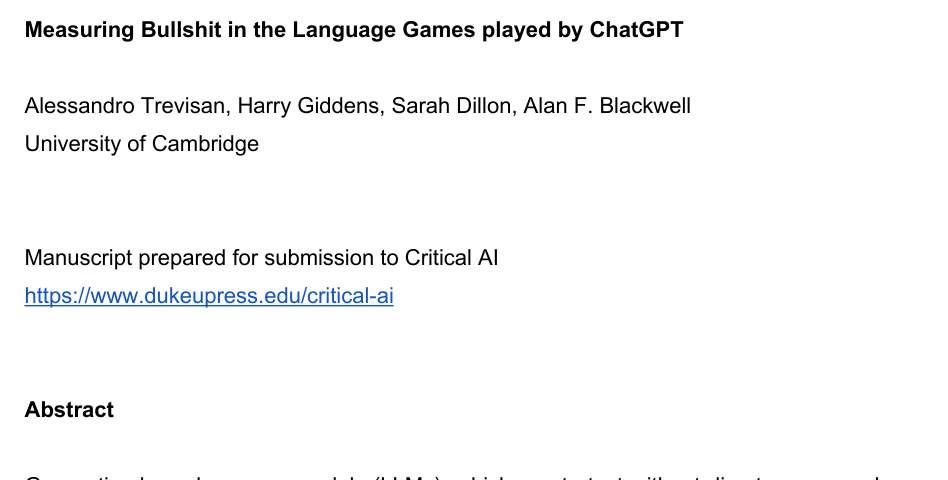 Measuring Bullshit in the Language Games played by ChatGPT
Alessandro Trevisan, Harry Giddens, Sarah Dillon, Alan F. Blackwell
University of Cambridge
Manuscript prepared for submission to Critical AI
https://www.dukeupress.edu/critical-ai
Abstract